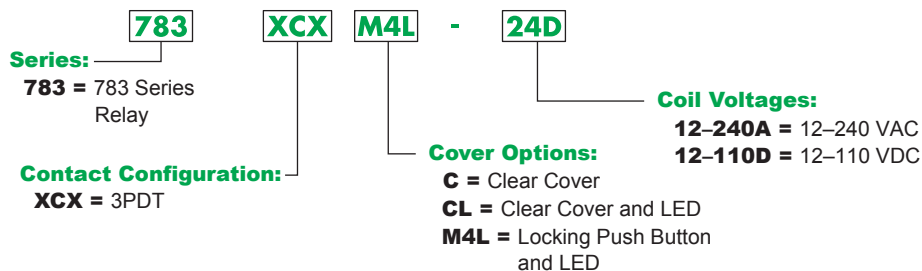 783 XCX M4L - 24D
Series:
783 = 783 Series
Relay
Contact Configuration:
XCX = 3PDT
Cover Options:
C = Clear Cover
CL = Clear Cover and LED
M4L = Locking Push Button
and LED
Coil Voltages:
12–240A = 12–240 VAC
12–110D = 12–110 VDC